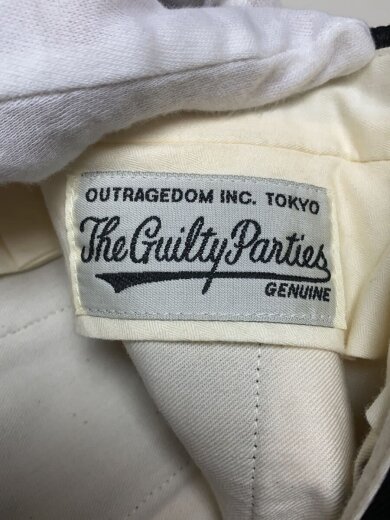 OUTRAGEDOM INC. TOKYO
The Guilty Parties
GENUINE